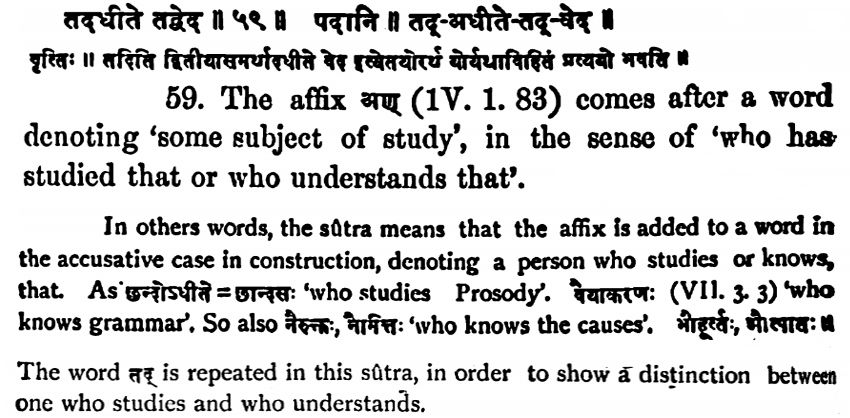 तदधीते तद्वेद ॥ ५९ ॥ पदानि ॥ तद्-अधीते-तद्-वेद ॥
वृत्तिः ॥ तदिति द्वितीयासमर्थादधीते वेद इत्येतयोरर्थ योर्यथाविहितं प्रत्ययो भवति ॥
59. The affix अण् (1V. 1. 83) comes after a word
denoting 'some subject of study', in the sense of 'who has
studied that or who understands that'.
In others words, the sûtra means that the affix is added to a word in
the accusative case in construction, denoting a person who studies or knows,
that. As छन्दोऽधीते = छान्दसः 'who studies Prosody'. वैयाकरणः (VII. 3. 3) 'who
knows grammar'. So also नैरुक्तः, नैमित्तः 'who knows the causes'. मौहूर्तः, औत्पातः ॥
The word तद् is repeated in this sûtra, in order to show a distinction between
one who studies and who understands.